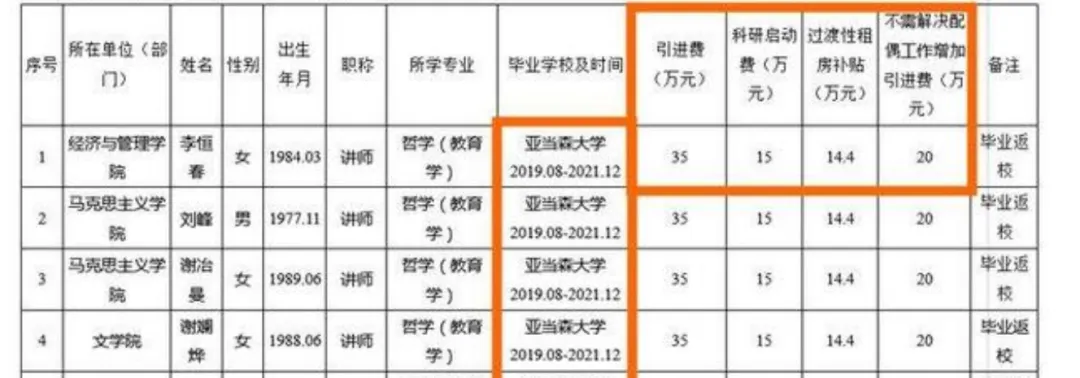 序号 所在单位（部门） 姓名 性别 出生年月 职称 所学专业 毕业学校及时间 引进费（万元） 科研启动费（万元） 过渡性租房补贴（万元） 不需解决配偶工作增加引进费（万元） 备注
1 经济与管理学院 李恒春 女 1984.03 讲师 哲学（教育学） 亚当森大学 2019.08-2021.12 35 15 14.4 20 毕业返校
2 马克思主义学院 刘峰 男 1977.11 讲师 哲学（教育学） 亚当森大学 2019.08-2021.12 35 15 14.4 20 毕业返校
3 马克思主义学院 谢冶曼 女 1989.06 讲师 哲学（教育学） 亚当森大学 2019.08-2021.12 35 15 14.4 20 毕业返校
4 文学院 谢斓烨 女 1988.06 讲师 哲学（教育学） 亚当森大学 2019.08-2021.12 35 15 14.4 20 毕业返校